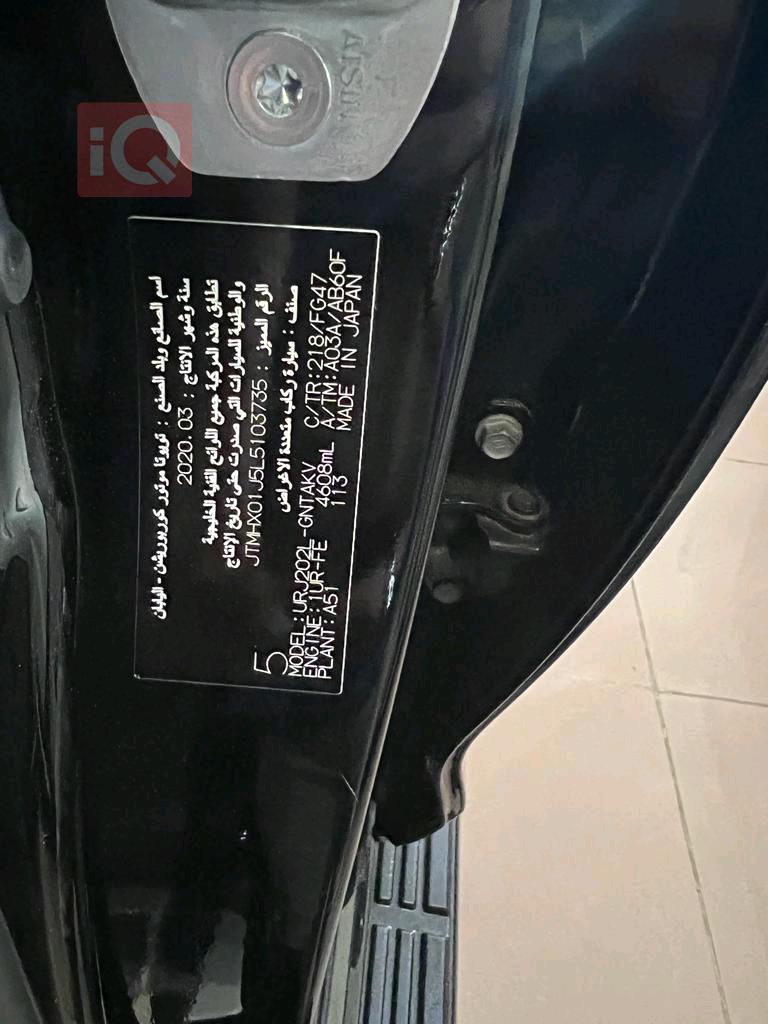 iQ
AISIN
اسم الصانع وبلد الصنع : تويوتا موتور كوربوريشن - اليابان
سنة وشهر الانتاج : 2020.03
تطابق هذه المركبة جميع اللوائح الفنية الخليجية
والوطنية للسيارات التي صدرت حتى تاريخ الإنتاج
الرقم المميز : JTMHX01J5L5103735
صنف : سيارة ركاب متعددة الاغراض
5
MODEL:URJ202L-GNTAKV C/TR:218/FG47
ENGINE:1UR-FE 4608mL A/TM:A03A/AB60F
PLANT:A51 113 MADE IN JAPAN